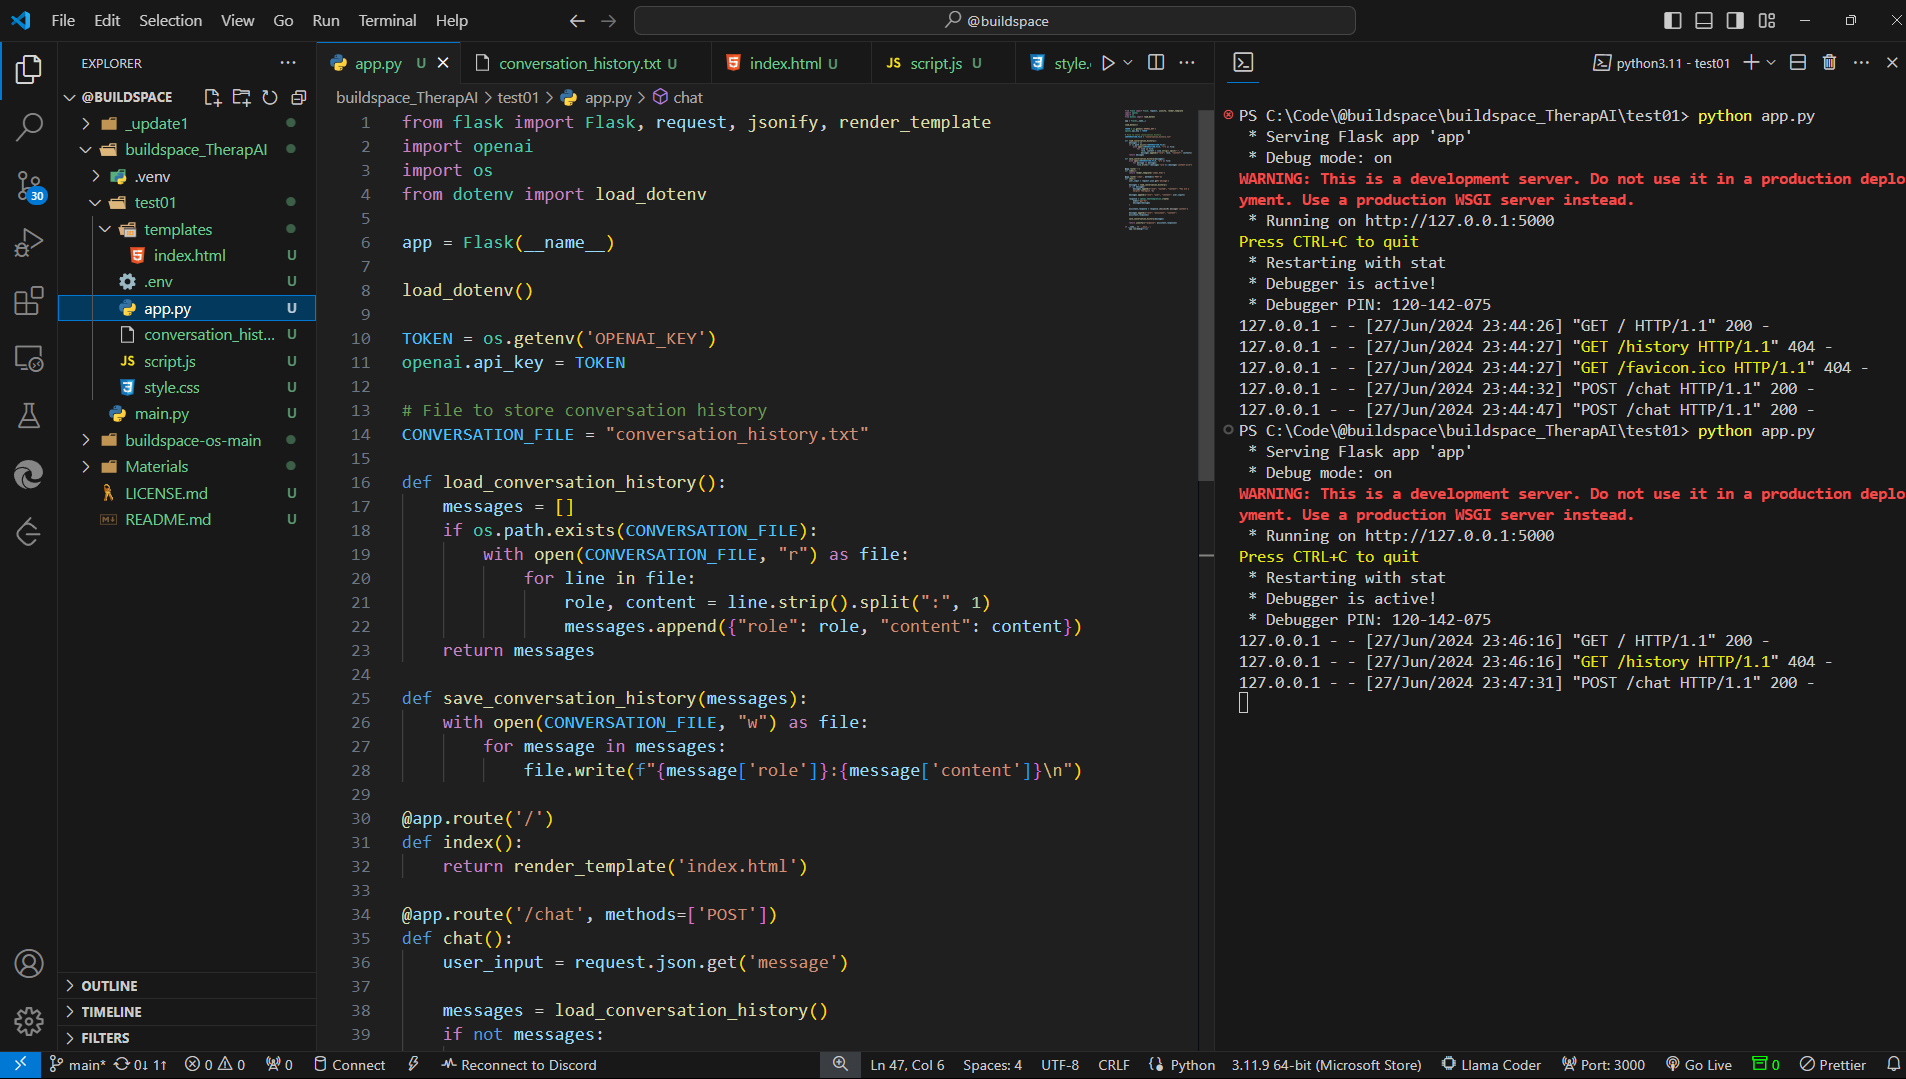 File Edit Selection View Go Run Terminal Help
@buildspace
EXPLORER
@BUILDSPACE
_update1
buildspace_TherapAI
.venv
test01
templates
index.html U
.env U
app.py U
conversation_hist... U
script.js U
style.css U
main.py U
buildspace-os-main
Materials
LICENSE.md U
README.md U
OUTLINE
TIMELINE
FILTERS
30
app.py U
conversation_history.txt U
index.html U
JS script.js U
style.
buildspace_TherapAI > test01 > app.py > chat
1 from flask import Flask, request, jsonify, render_template
2 import openai
3 import os
4 from dotenv import load_dotenv
5
6 app = Flask(__name__)
7
8 load_dotenv()
9
10 TOKEN = os.getenv('OPENAI_KEY')
11 openai.api_key = TOKEN
12
13 # File to store conversation history
14 CONVERSATION_FILE = "conversation_history.txt"
15
16 def load_conversation_history():
17 messages = []
18 if os.path.exists(CONVERSATION_FILE):
19 with open(CONVERSATION_FILE, "r") as file:
20 for line in file:
21 role, content = line.strip().split(":", 1)
22 messages.append({"role": role, "content": content})
23 return messages
24
25 def save_conversation_history(messages):
26 with open(CONVERSATION_FILE, "w") as file:
27 for message in messages:
28 file.write(f"{message['role']}:{message['content']}\n")
29
30 @app.route('/')
31 def index():
32 return render_template('index.html')
33
34 @app.route('/chat', methods=['POST'])
35 def chat():
36 user_input = request.json.get('message')
37
38 messages = load_conversation_history()
39 if not messages:
python3.11 - test01
PS C:\Code\@buildspace\buildspace_TherapAI\test01> python app.py
* Serving Flask app 'app'
* Debug mode: on
WARNING: This is a development server. Do not use it in a production deplo
yment. Use a production WSGI server instead.
* Running on http://127.0.0.1:5000
Press CTRL+C to quit
* Restarting with stat
* Debugger is active!
* Debugger PIN: 120-142-075
127.0.0.1 - - [27/Jun/2024 23:44:26] "GET / HTTP/1.1" 200 -
127.0.0.1 - - [27/Jun/2024 23:44:27] "GET /history HTTP/1.1" 404 -
127.0.0.1 - - [27/Jun/2024 23:44:27] "GET /favicon.ico HTTP/1.1" 404 -
127.0.0.1 - - [27/Jun/2024 23:44:32] "POST /chat HTTP/1.1" 200 -
127.0.0.1 - - [27/Jun/2024 23:44:47] "POST /chat HTTP/1.1" 200 -
PS C:\Code\@buildspace\buildspace_TherapAI\test01> python app.py
* Serving Flask app 'app'
* Debug mode: on
WARNING: This is a development server. Do not use it in a production deplo
yment. Use a production WSGI server instead.
* Running on http://127.0.0.1:5000
Press CTRL+C to quit
* Restarting with stat
* Debugger is active!
* Debugger PIN: 120-142-075
127.0.0.1 - - [27/Jun/2024 23:46:16] "GET / HTTP/1.1" 200 -
127.0.0.1 - - [27/Jun/2024 23:46:16] "GET /history HTTP/1.1" 404 -
127.0.0.1 - - [27/Jun/2024 23:47:31] "POST /chat HTTP/1.1" 200 -
main* 0↓ 1↑ 0 0 0 Connect Reconnect to Discord Ln 47, Col 6 Spaces: 4 UTF-8 CRLF Python 3.11.9 64-bit (Microsoft Store) Llama Coder Port: 3000 Go Live 0 Prettier